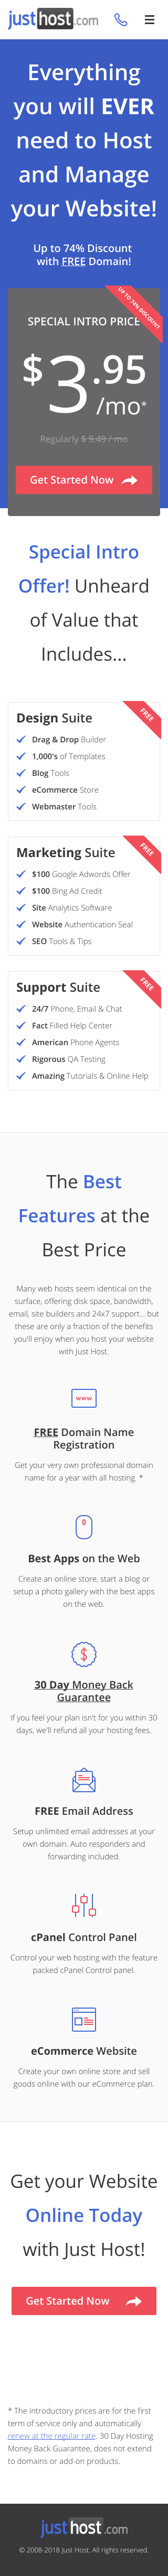 justhost.com
Everything
you will EVER
need to Host
and Manage
your Website!
Up to 74% Discount
with FREE Domain!
UP TO 74% DISCOUNT
SPECIAL INTRO PRICE
$3.95
/mo*
Regularly $ 9.49 / mo
Get Started Now
Special Intro
Offer! Unheard
of Value that
Includes...
FREE
Design Suite
Drag & Drop Builder
1,000's of Templates
Blog Tools
eCommerce Store
Webmaster Tools
FREE
Marketing Suite
$100 Google Adwords Offer
$100 Bing Ad Credit
Site Analytics Software
Website Authentication Seal
SEO Tools & Tips
FREE
Support Suite
24/7 Phone, Email & Chat
Fact Filled Help Center
American Phone Agents
Rigorous QA Testing
Amazing Tutorials & Online Help
The Best
Features at the
Best Price
Many web hosts seem identical on the
surface, offering disk space, bandwidth,
email, site builders and 24x7 support... but
these are only a fraction of the benefits
you'll enjoy when you host your website
with Just Host.
www
FREE Domain Name
Registration
Get your very own professional domain
name for a year with all hosting. *
Best Apps on the Web
Create an online store, start a blog or
setup a photo gallery with the best apps
on the web.
$
30 Day Money Back
Guarantee
If you feel your plan isn't for you within 30
days, we'll refund all your hosting fees.
FREE Email Address
Setup unlimited email addresses at your
own domain. Auto responders and
forwarding included.
cPanel Control Panel
Control your web hosting with the feature
packed cPanel Control panel.
eCommerce Website
Create your own online store and sell
goods online with our eCommerce plan.
Get your Website
Online Today
with Just Host!
Get Started Now
* The introductory prices are for the first
term of service only and automatically
renew at the regular rate. 30 Day Hosting
Money Back Guarantee, does not extend
to domains or add-on products.
justhost.com
© 2008-2018 Just Host. All rights reserved.